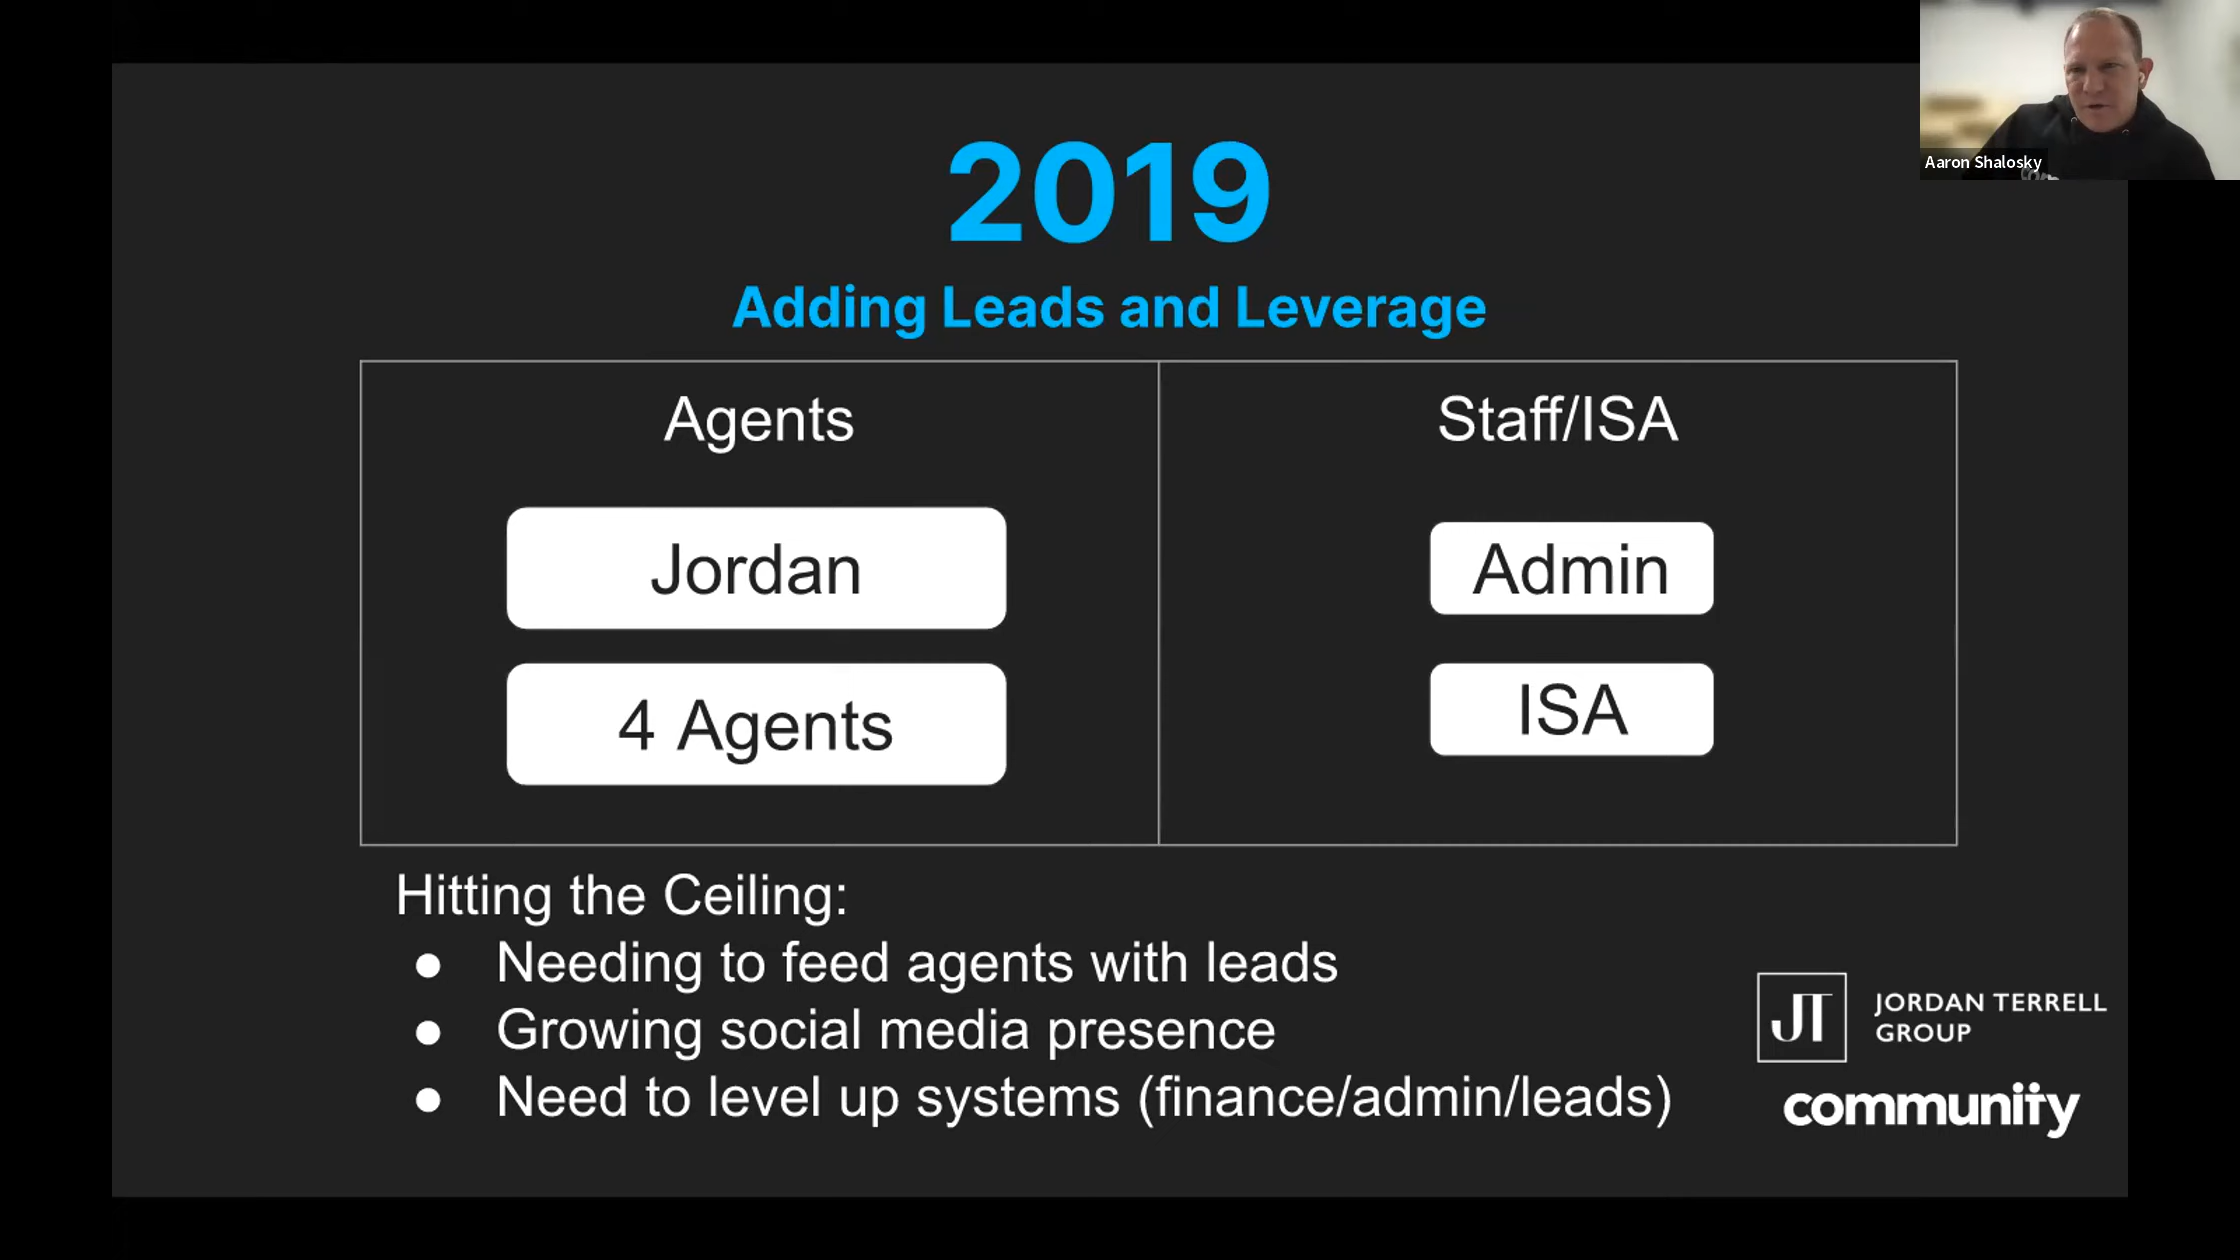 Aaron Shalosky
2019
Adding Leads and Leverage
Agents
Staff/ISA
Jordan
Admin
4 Agents
ISA
Hitting the Ceiling:
● Needing to feed agents with leads
● Growing social media presence
● Need to level up systems (finance/admin/leads)
JT
JORDAN TERRELL
GROUP
community